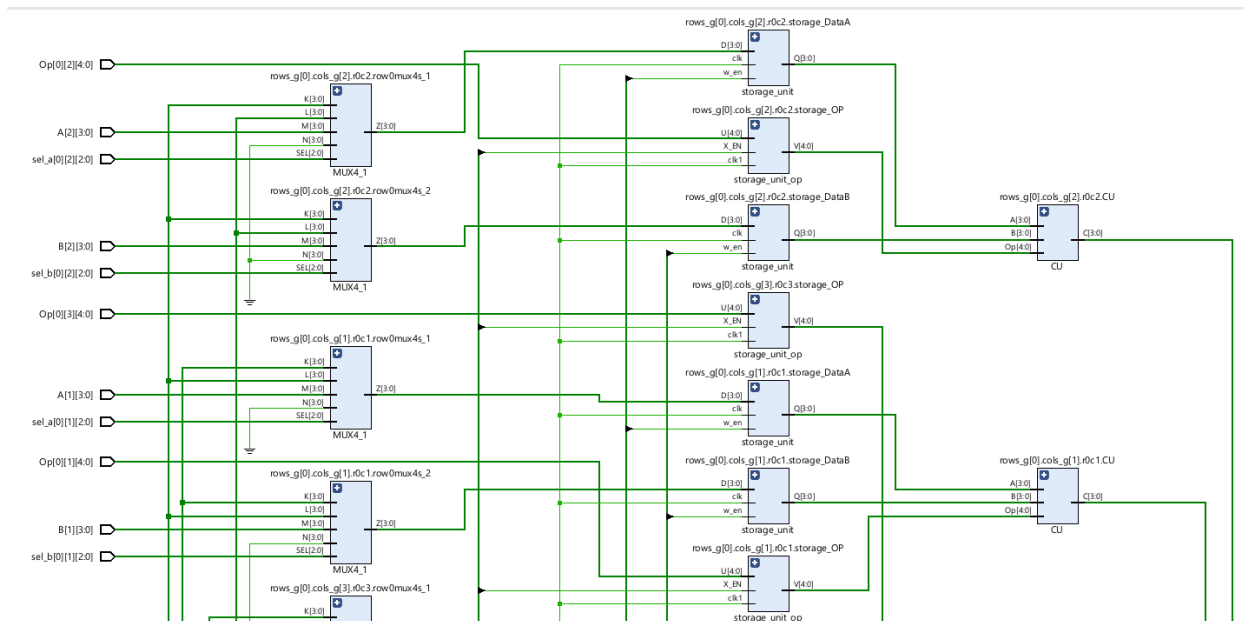 rows_g[0].cols_g[2].r0c2.storage_DataA
D[3:0]
clk
w_en
Q[3:0]
storage_unit
Op[0][2][4:0]
rows_g[0].cols_g[2].r0c2.row0mux4s_1
K[3:0]
L[3:0]
M[3:0]
N[3:0]
SEL[2:0]
Z[3:0]
MUX4_1
A[2][3:0]
sel_a[0][2][2:0]
rows_g[0].cols_g[2].r0c2.storage_OP
U[4:0]
X_EN
clk1
V[4:0]
storage_unit_op
rows_g[0].cols_g[2].r0c2.row0mux4s_2
K[3:0]
L[3:0]
M[3:0]
N[3:0]
SEL[2:0]
Z[3:0]
MUX4_1
B[2][3:0]
sel_b[0][2][2:0]
rows_g[0].cols_g[2].r0c2.storage_DataB
D[3:0]
clk
w_en
Q[3:0]
storage_unit
rows_g[0].cols_g[2].r0c2.CU
A[3:0]
B[3:0]
Op[4:0]
C[3:0]
CU
Op[0][3][4:0]
rows_g[0].cols_g[3].r0c3.storage_OP
U[4:0]
X_EN
clk1
V[4:0]
storage_unit_op
rows_g[0].cols_g[1].r0c1.row0mux4s_1
K[3:0]
L[3:0]
M[3:0]
N[3:0]
SEL[2:0]
Z[3:0]
MUX4_1
A[1][3:0]
sel_a[0][1][2:0]
rows_g[0].cols_g[1].r0c1.storage_DataA
D[3:0]
clk
w_en
Q[3:0]
storage_unit
Op[0][1][4:0]
rows_g[0].cols_g[1].r0c1.row0mux4s_2
K[3:0]
L[3:0]
M[3:0]
N[3:0]
SEL[2:0]
Z[3:0]
MUX4_1
B[1][3:0]
sel_b[0][1][2:0]
rows_g[0].cols_g[1].r0c1.storage_DataB
D[3:0]
clk
w_en
Q[3:0]
storage_unit
rows_g[0].cols_g[1].r0c1.CU
A[3:0]
B[3:0]
Op[4:0]
C[3:0]
CU
rows_g[0].cols_g[1].r0c1.storage_OP
U[4:0]
X_EN
clk1
V[4:0]
storage_unit_op
rows_g[0].cols_g[3].r0c3.row0mux4s_1
K[3:0]